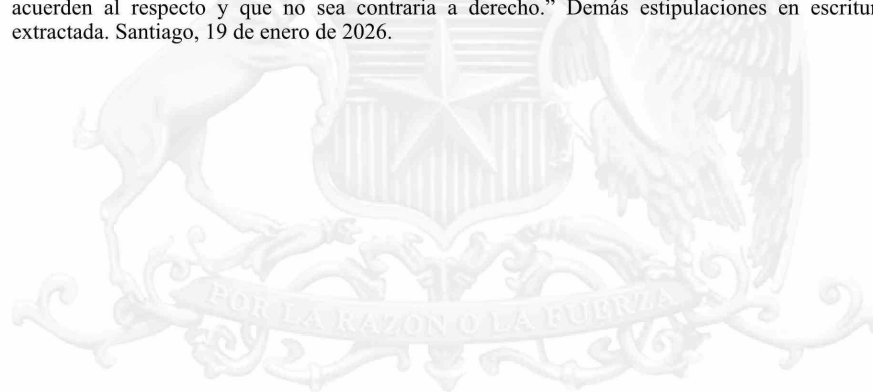 acuerden al respecto y que no sea contraria a derecho.” Demás estipulaciones en escritur
extractada. Santiago, 19 de enero de 2026.
POR LA RAZON O LA FUERZA